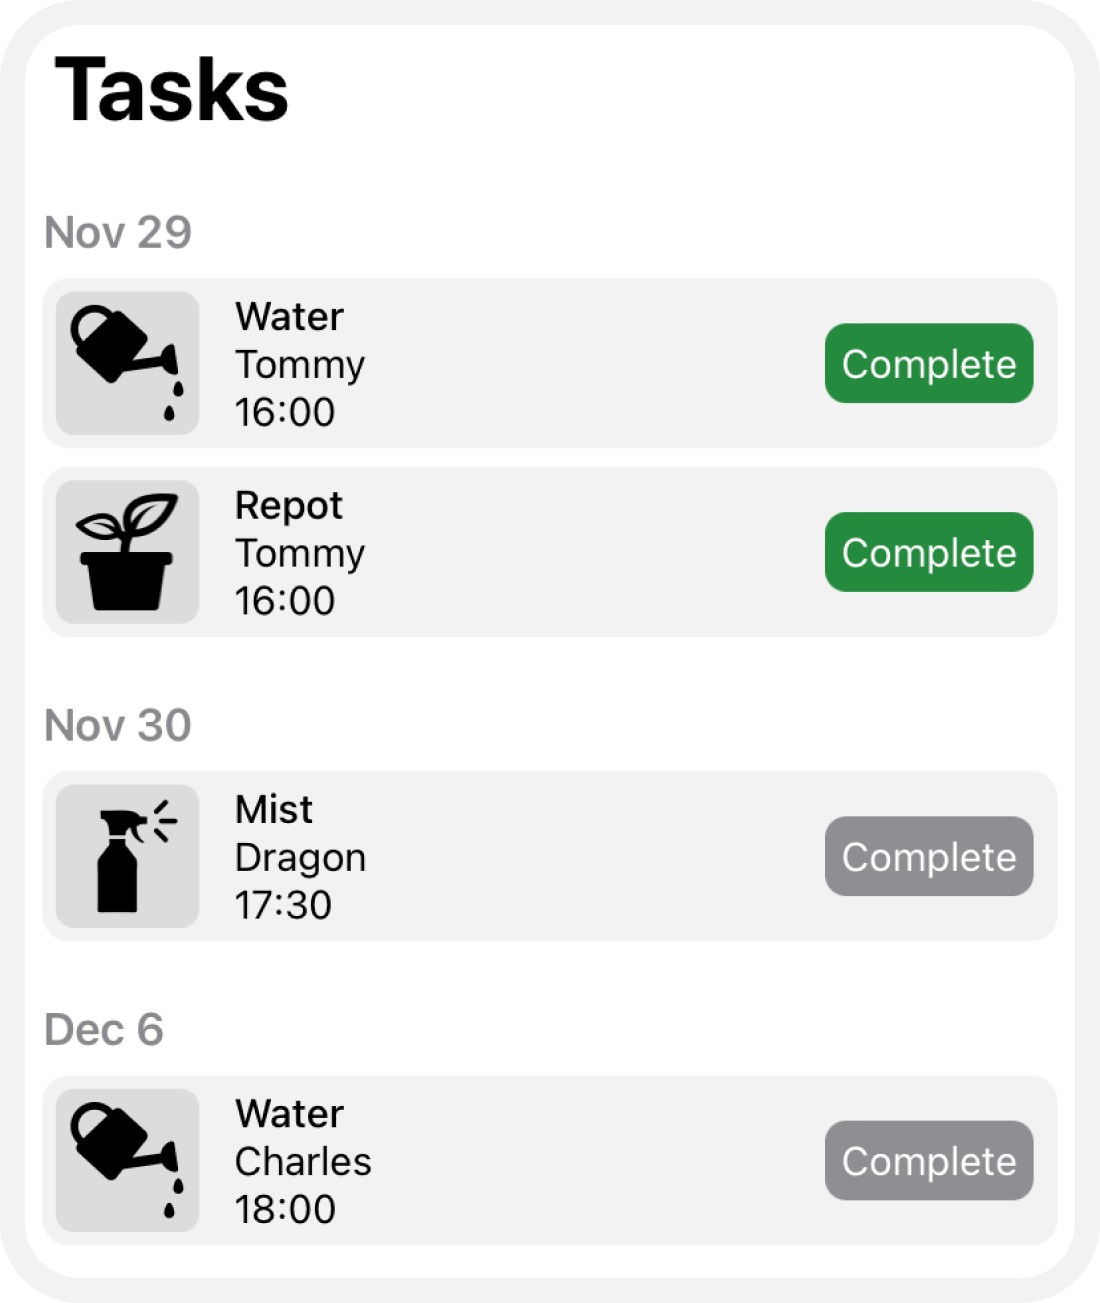 Tasks
Nov 29
Water
Tommy
16:00
Complete
Repot
Tommy
16:00
Complete
Nov 30
Mist
Dragon
17:30
Complete
Dec 6
Water
Charles
18:00
Complete